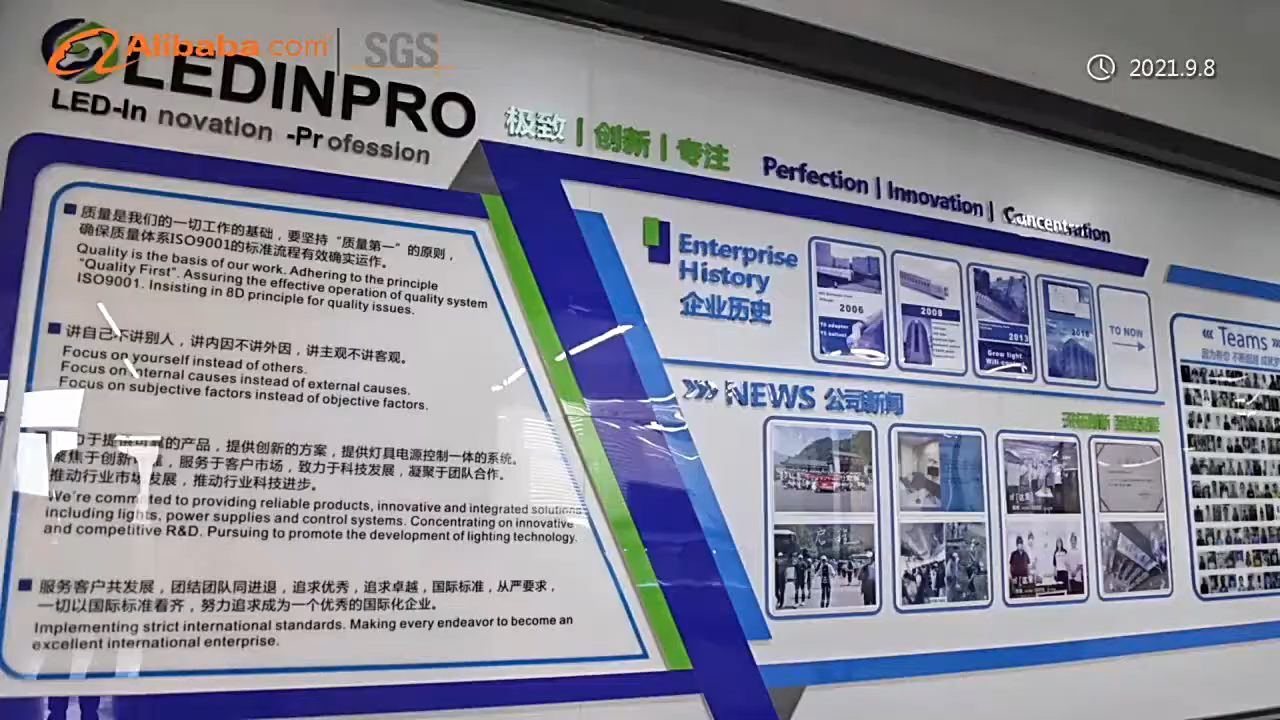 Alibaba.com
SGS
2021.9.8
LEDINPRO
LED-In novation -Pr ofession
极致 | 创新 | 专注
Perfection | Innovation | Concentration
质量是我们的一切工作的基础，要坚持“质量第一”的原则，
确保质量体系ISO9001的标准流程有效确实运作。
Quality is the basis of our work. Adhering to the principle
"Quality First". Assuring the effective operation of quality system
ISO9001. Insisting in 8D principle for quality issues.
讲自己不讲别人，讲内因不讲外因，讲主观不讲客观。
Focus on yourself instead of others.
Focus on internal causes instead of external causes.
Focus on subjective factors instead of objective factors.
力于提供可靠的产品，提供创新的方案，提供灯具电源控制一体的系统。
聚焦于创新，服务于客户市场，致力于科技发展，凝聚于团队合作。
推动行业市场发展，推动行业科技进步。
We're committed to providing reliable products, innovative and integrated solutions
including lights, power supplies and control systems. Concentrating on innovative
and competitive R&D. Pursuing to promote the development of lighting technology.
服务客户共发展，团结团队同进退，追求优秀，追求卓越，国际标准，从严要求，
一切以国际标准看齐，努力追求成为一个优秀的国际化企业。
Implementing strict international standards. Making every endeavor to become an
excellent international enterprise.
Enterprise
History
企业历史
2006
2008
2013
Grow light
TO NOW
NEWS 公司新闻
Teams